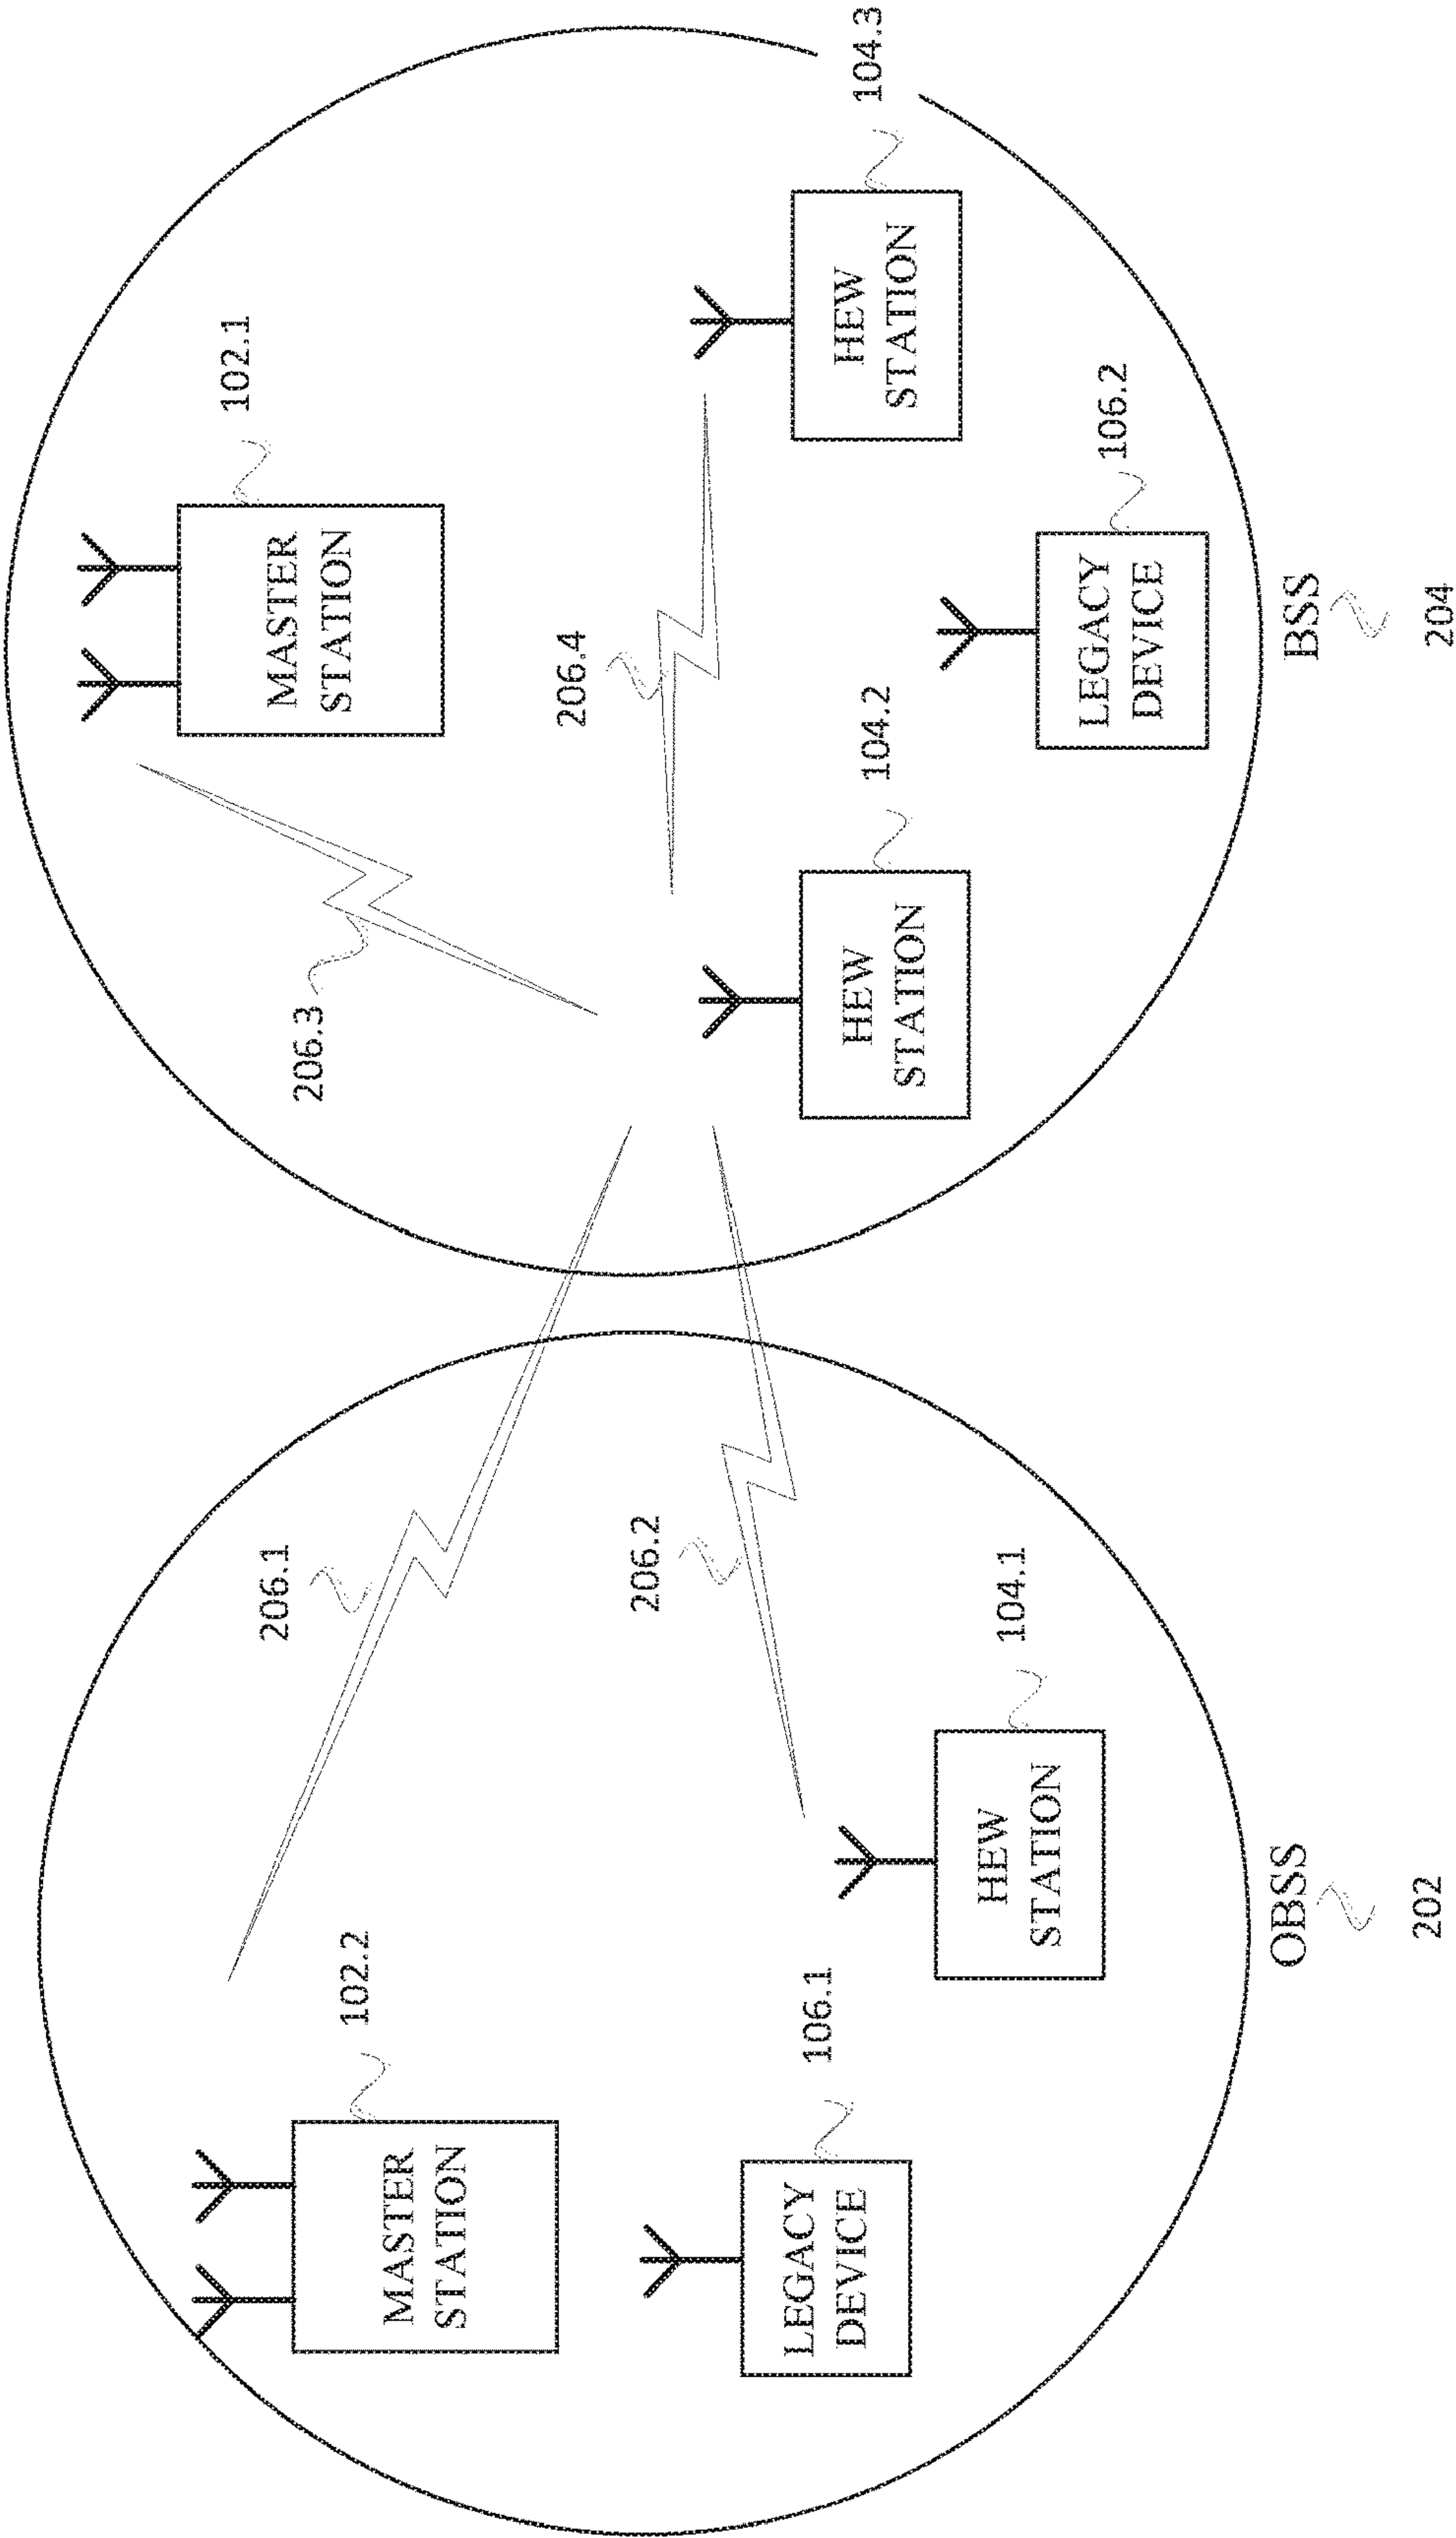 102.2
MASTER
STATION
206.1
206.3
102.1
MASTER
STATION
206.4
206.2
106.1
LEGACY
DEVICE
104.1
HEW
STATION
104.2
HEW
STATION
104.3
HEW
STATION
106.2
LEGACY
DEVICE
OBSS
202
BSS
204